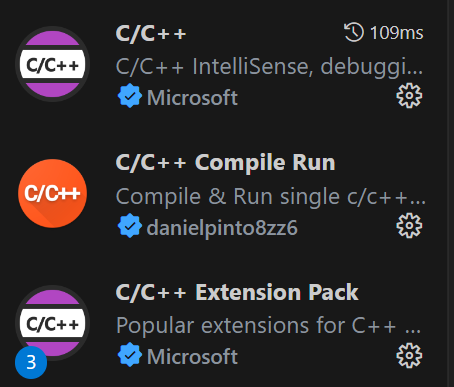 C/C++
109ms
C/C++
C/C++ IntelliSense, debuggi...
Microsoft
C/C++ Compile Run
C/C++
Compile & Run single c/c++...
danielpinto8zz6
C/C++ Extension Pack
C/C++
Popular extensions for C++ ...
3
Microsoft